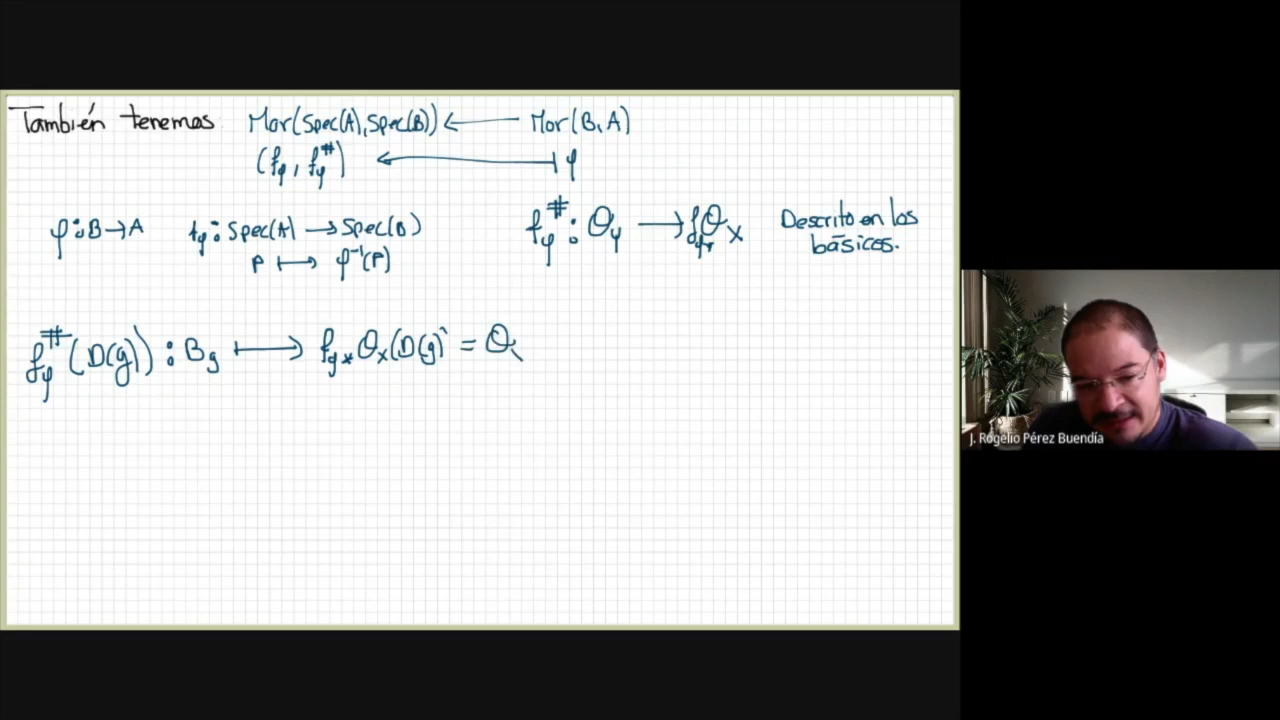 También tenemos Mor(Spec(A),Spec(B)) ← Mor(B,A)
(f_φ, f_φ^#) ↤ φ
φ: B → A f_φ: Spec(A) → Spec(B) f_φ^#: O_Y → f_φ* O_X Descrito en los
P ↦ φ^-1(P) básicos.
f_φ^#(D(g)): B_g ↦ f_φ* O_X(D(g)) = O
J. Rogelio Pérez Buendía